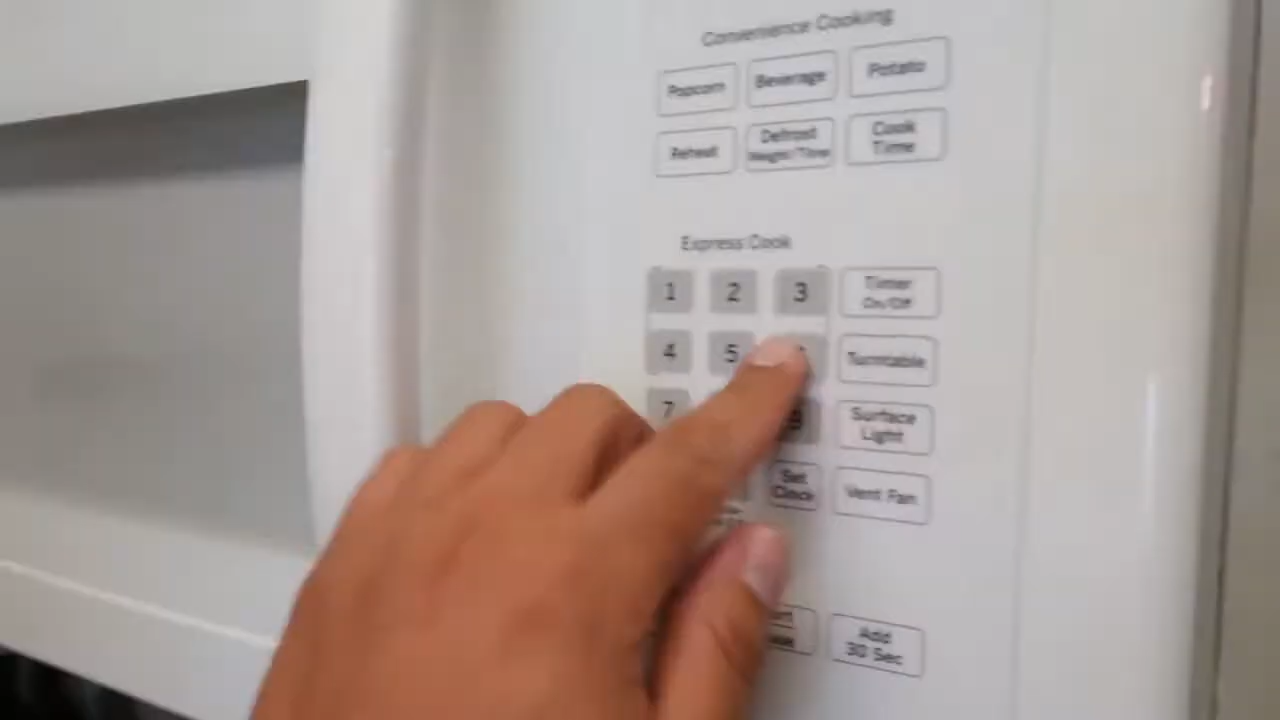 Convenience Cooking
Popcorn
Beverage
Potato
Reheat
Defrost
Weight/Time
Cook
Time
Express Cook
1
2
3
Timer
On/Off
4
5
Turntable
7
9
Surface
Light
Set
Clock
Vent Fan
Add
30 Sec